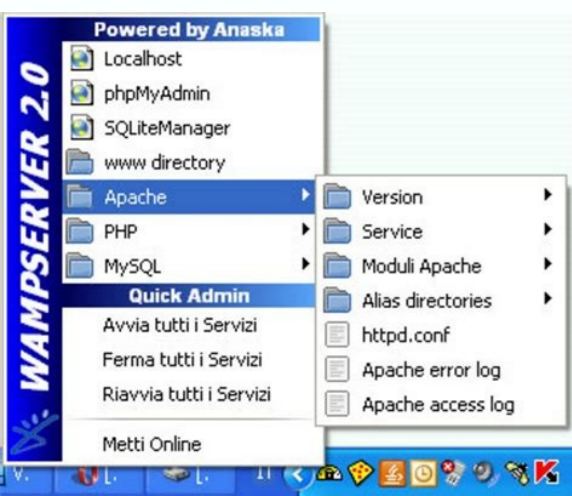 WAMPSERVER 2.0
Powered by Anaska
Localhost
phpMyAdmin
SQLiteManager
www directory
Apache
PHP
MySQL
Quick Admin
Avvia tutti i Servizi
Ferma tutti i Servizi
Riavvia tutti i Servizi
Metti Online
Version
Service
Moduli Apache
Alias directories
httpd.conf
Apache error log
Apache access log